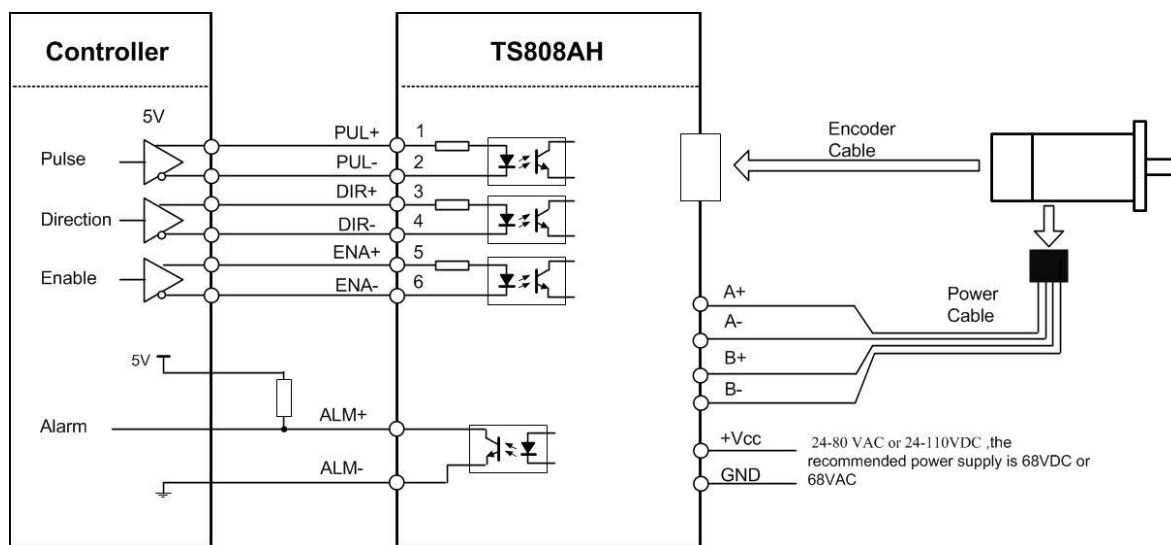 Controller
TS808AH
5V
Pulse
PUL+
1
PUL-
2
Direction
DIR+
3
DIR-
4
Enable
ENA+
5
ENA-
6
Encoder
Cable
Power
Cable
A+
A-
B+
B-
5V
Alarm
ALM+
ALM-
+Vcc
GND
24-80 VAC or 24-110VDC ,the
recommended power supply is 68VDC or
68VAC